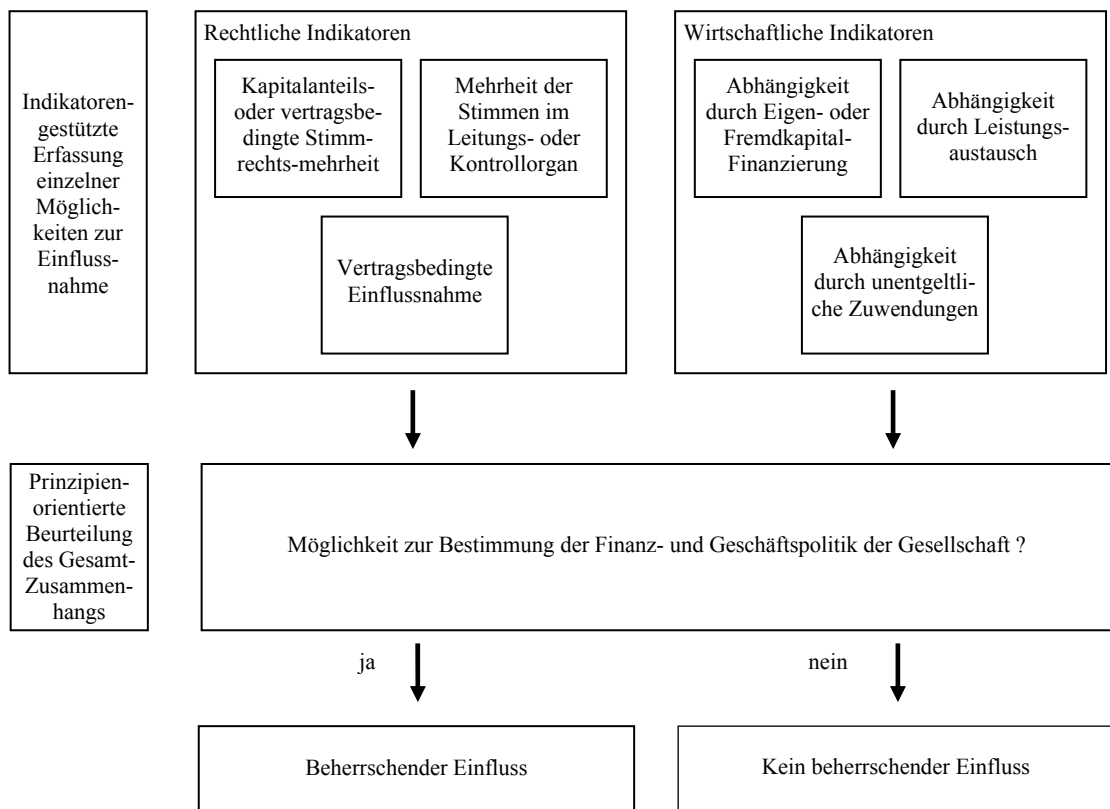 Indikatoren-
gestützte
Erfassung
einzelner
Möglich-
keiten zur
Einfluss-
nahme
Rechtliche Indikatoren
Kapitalanteils-
oder vertragsbe-
dingte Stimm-
rechts-mehrheit
Mehrheit der
Stimmen im
Leitungs- oder
Kontrollorgan
Vertragsbedingte
Einflussnahme
Wirtschaftliche Indikatoren
Abhängigkeit
durch Eigen- oder
Fremdkapital-
Finanzierung
Abhängigkeit
durch Leistungs-
austausch
Abhängigkeit
durch unentgeltli-
che Zuwendungen
Prinzipien-
orientierte
Beurteilung
des Gesamt-
Zusammen-
hangs
Möglichkeit zur Bestimmung der Finanz- und Geschäftspolitik der Gesellschaft ?
ja
nein
Beherrschender Einfluss
Kein beherrschender Einfluss